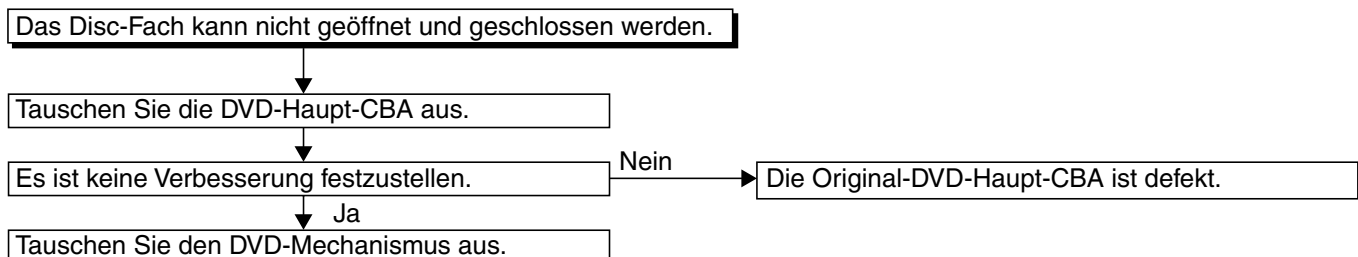 Das Disc-Fach kann nicht geöffnet und geschlossen werden.
Tauschen Sie die DVD-Haupt-CBA aus.
Es ist keine Verbesserung festzustellen.
Nein
Die Original-DVD-Haupt-CBA ist defekt.
Ja
Tauschen Sie den DVD-Mechanismus aus.